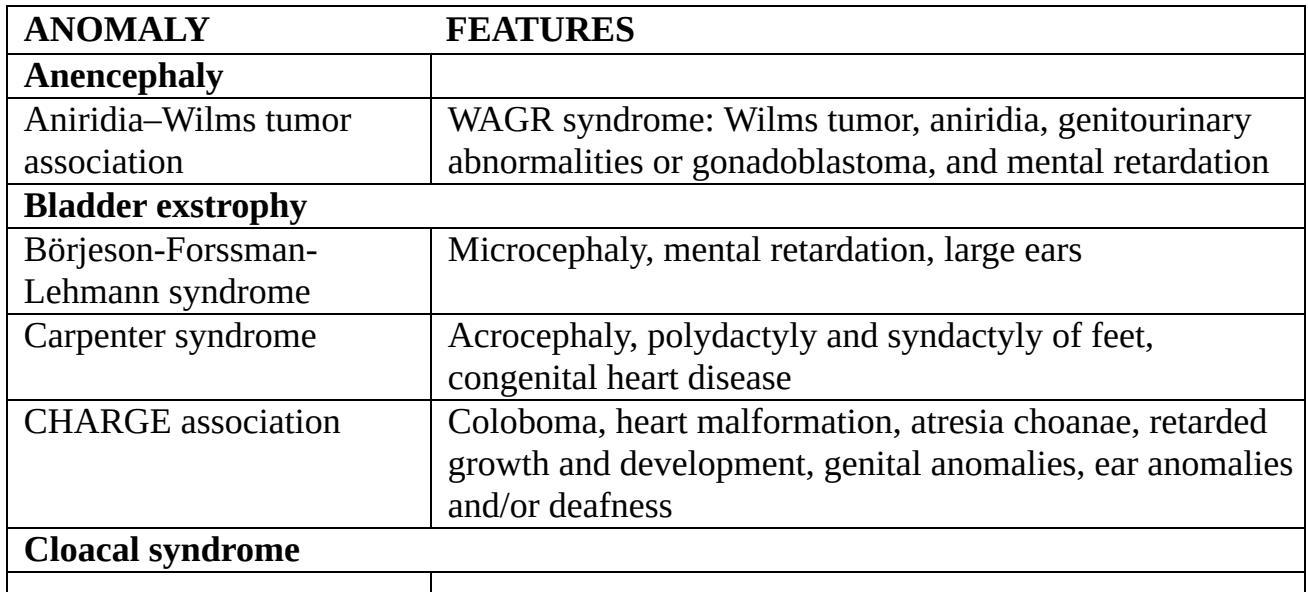 ANOMALY FEATURES
Anencephaly
Aniridia–Wilms tumor WAGR syndrome: Wilms tumor, aniridia, genitourinary
association abnormalities or gonadoblastoma, and mental retardation
Bladder exstrophy
Börjeson-Forssman- Microcephaly, mental retardation, large ears
Lehmann syndrome
Carpenter syndrome Acrocephaly, polydactyly and syndactyly of feet,
congenital heart disease
CHARGE association Coloboma, heart malformation, atresia choanae, retarded
growth and development, genital anomalies, ear anomalies
and/or deafness
Cloacal syndrome